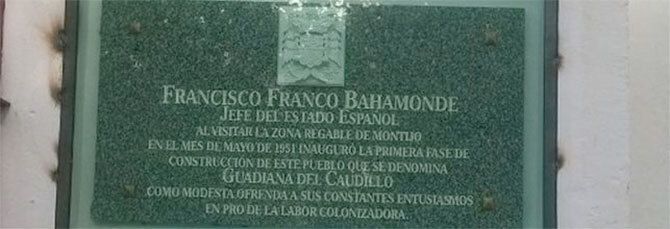 FRANCISCO FRANCO BAHAMONDE
JEFE DEL ESTADO ESPAÑOL
AL VISITAR LA ZONA REGABLE DE MONTIJO
EN EL MES DE MAYO DE 1951 INAUGURÓ LA PRIMERA FASE DE
CONSTRUCCION DE ESTE PUEBLO QUE SE DENOMINA
GUADIANA DEL CAUDILLO
COMO MODESTA OFRENDA A SUS CONSTANTES ENTUSIASMOS
EN PRO DE LA LABOR COLONIZADORA.